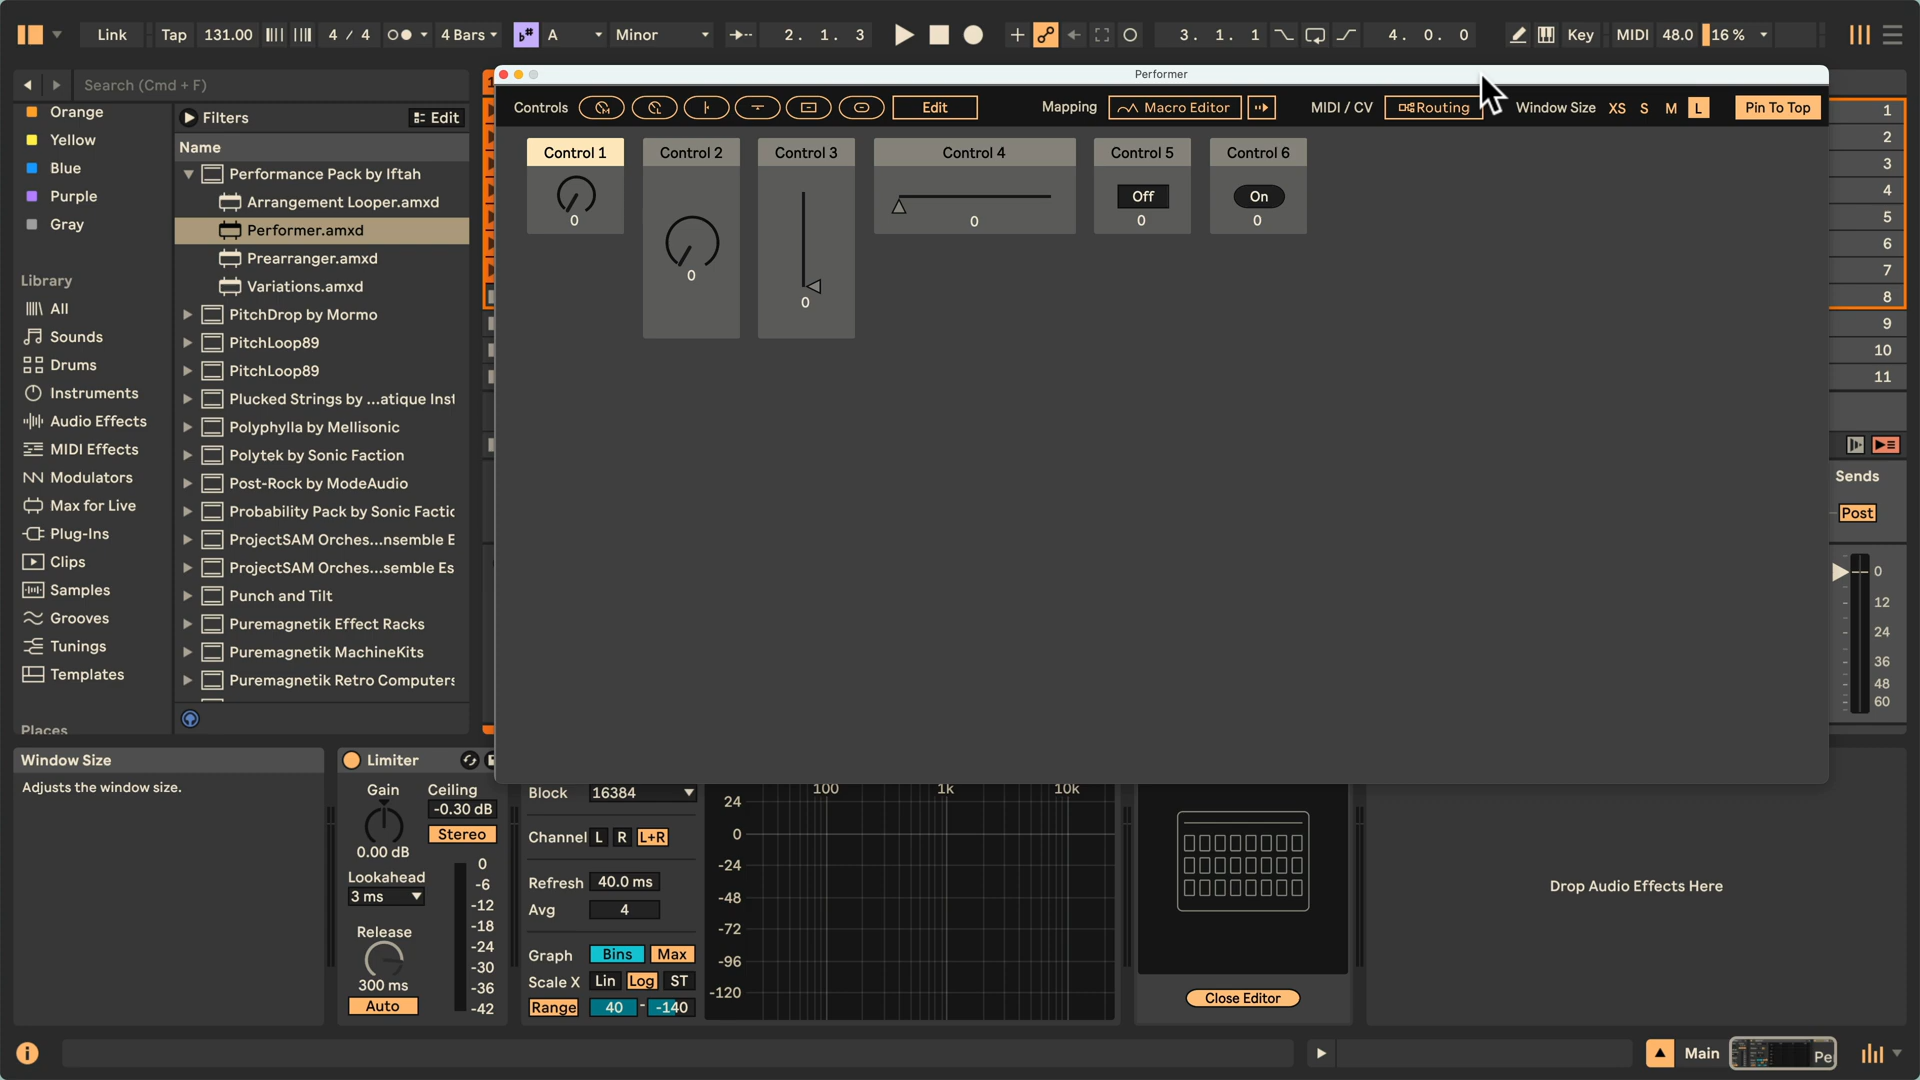 Link
Tap
131.00
4 / 4
4 Bars
b#
A
Minor
2. 1. 3
3. 1. 1
4. 0. 0
Key
MIDI
48.0
16 %
Search (Cmd + F)
Orange
Yellow
Blue
Purple
Gray
Library
All
Sounds
Drums
Instruments
Audio Effects
MIDI Effects
Modulators
Max for Live
Plug-Ins
Clips
Samples
Grooves
Tunings
Templates
Places
Filters
Edit
Name
Performance Pack by Iftah
Arrangement Looper.amxd
Performer.amxd
Prearranger.amxd
Variations.amxd
PitchDrop by Mormo
PitchLoop89
PitchLoop89
Plucked Strings by ...atique Inst
Polyphylla by Mellisonic
Polytek by Sonic Faction
Post-Rock by ModeAudio
Probability Pack by Sonic Factic
ProjectSAM Orches...nsemble E
ProjectSAM Orches...semble Es
Punch and Tilt
Puremagnetik Effect Racks
Puremagnetik MachineKits
Puremagnetik Retro Computers
Performer
Controls
Edit
Mapping
Macro Editor
MIDI / CV
Routing
Window Size
XS
S
M
L
Pin To Top
Control 1
0
Control 2
0
Control 3
0
Control 4
0
Control 5
Off
0
Control 6
On
0
1
2
3
4
5
6
7
8
9
10
11
Sends
Post
0
12
24
36
48
60
Window Size
Adjusts the window size.
Limiter
Gain
0.00 dB
Ceiling
-0.30 dB
Stereo
Lookahead
3 ms
Release
300 ms
Auto
0
-6
-12
-18
-24
-30
-36
-42
Block
16384
Channel
L
R
L+R
Refresh
40.0 ms
Avg
4
Graph
Bins
Max
Scale X
Lin
Log
ST
Range
40
-
-140
100
1k
10k
24
0
-24
-48
-72
-96
-120
Close Editor
Drop Audio Effects Here
Main
Pe